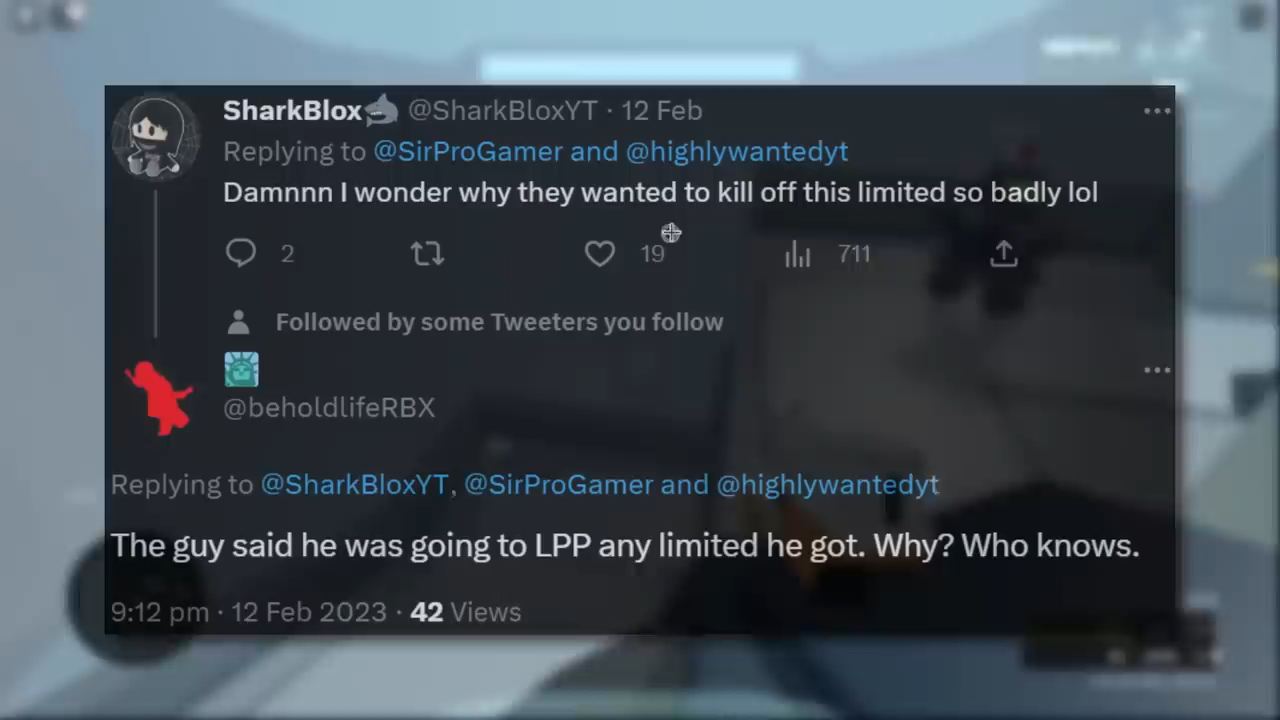 SharkBlox🦈 @SharkBloxYT · 12 Feb
Replying to @SirProGamer and @highlywantedyt
Damnnn I wonder why they wanted to kill off this limited so badly lol
2 19 711
Followed by some Tweeters you follow
🗽
@beholdlifeRBX
Replying to @SharkBloxYT, @SirProGamer and @highlywantedyt
The guy said he was going to LPP any limited he got. Why? Who knows.
9:12 pm · 12 Feb 2023 · 42 Views